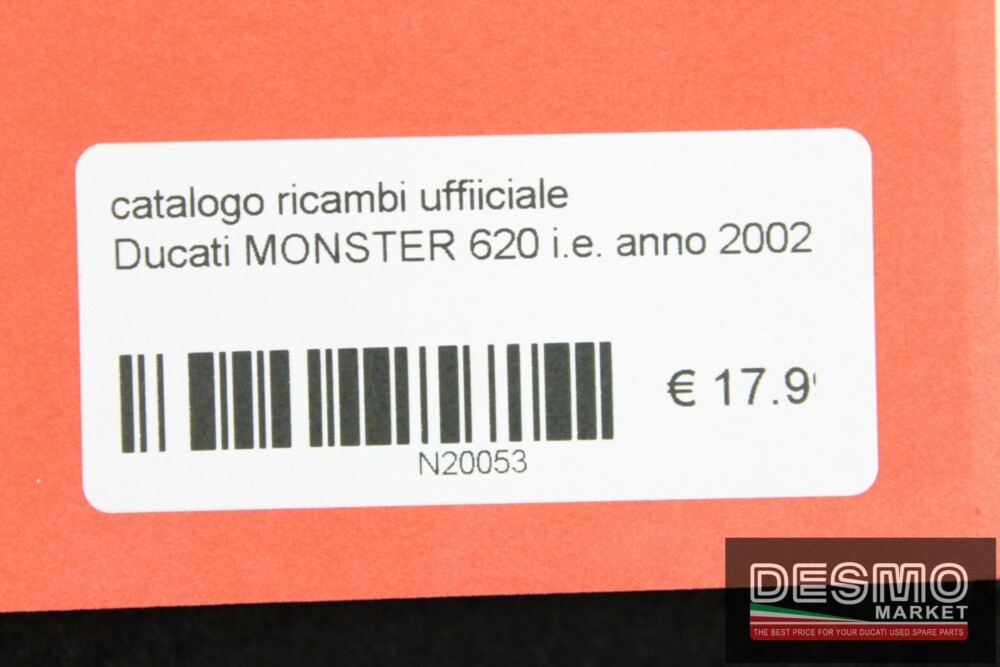 catalogo ricambi uffiiciale
Ducati MONSTER 620 i.e. anno 2002
€ 17.9
N20053
DESMO
MARKET
THE BEST PRICE FOR YOUR DUCATI USED SPARE PARTS